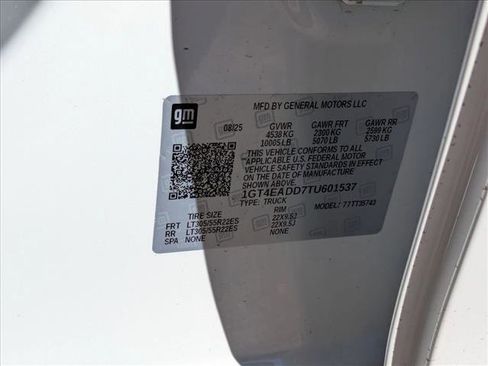 gm
MFD BY GENERAL MOTORS LLC
08/25 GVWR GAWR FRT GAWR RR
4538 KG 2300 KG 2599 KG
10005 LB 5070 LB 5730 LB
THIS VEHICLE CONFORMS TO ALL
APPLICABLE U.S. FEDERAL MOTOR
VEHICLE SAFETY STANDARDS IN EFFECT
ON THE DATE OF MANUFACTURE
SHOWN ABOVE.
1GT4EADD7TU601537
TYPE: TRUCK MODEL:
TIRE SIZE RIM
FRT LT305/55R22ES 22X9.5J
RR LT305/55R22ES 22X9.5J
SPA NONE NONE